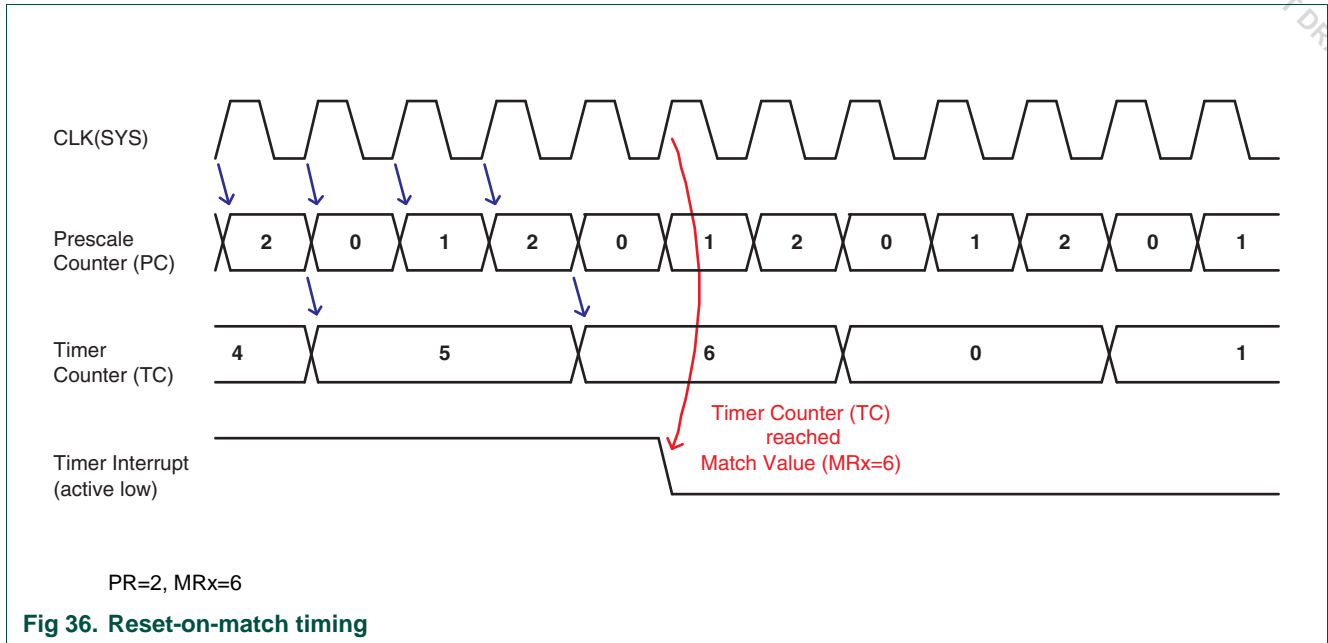 T DR
CLK(SYS)
Prescale
Counter (PC)
2 0 1 2 0 1 2 0 1 2 0 1
Timer
Counter (TC)
4 5 6 0 1
Timer Interrupt
(active low)
Timer Counter (TC)
reached
Match Value (MRx=6)
PR=2, MRx=6
Fig 36. Reset-on-match timing